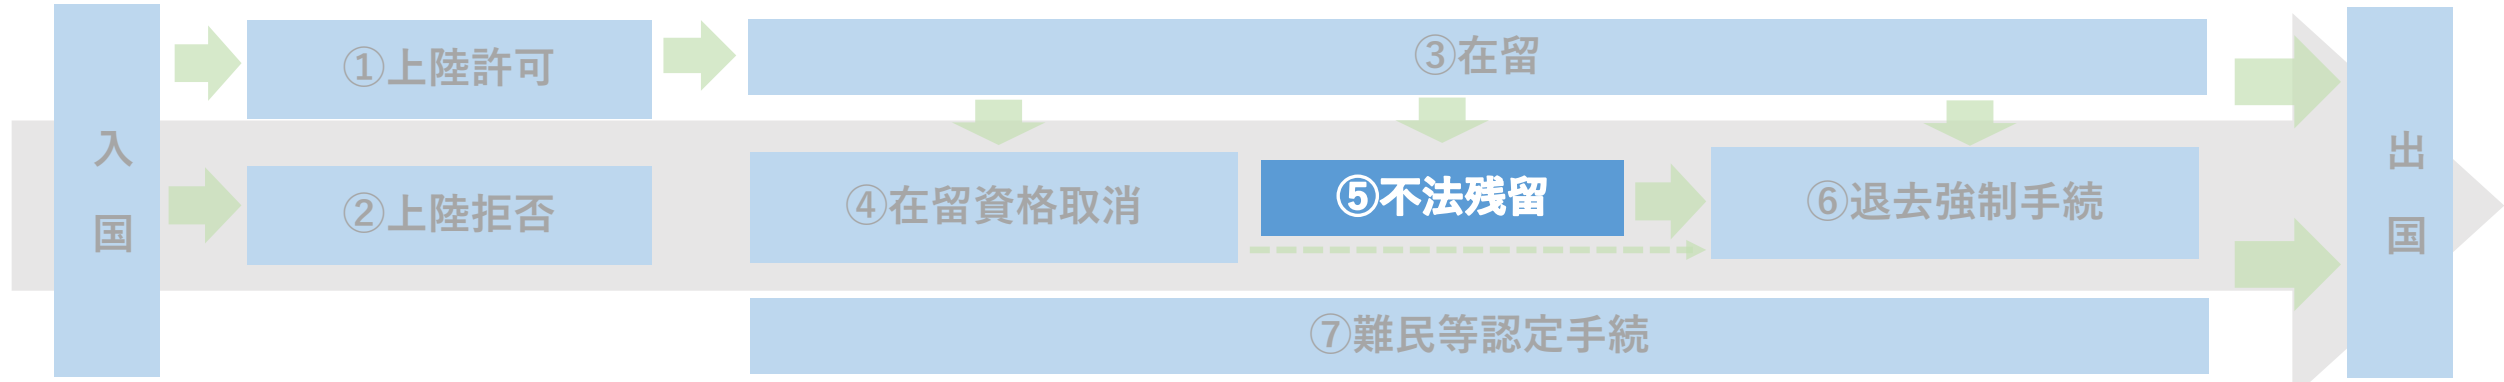 入国
①上陸許可
②上陸拒否
③在留
④在留資格取消
⑤不法残留
⑥退去強制手続
⑦難民等認定手続
出国